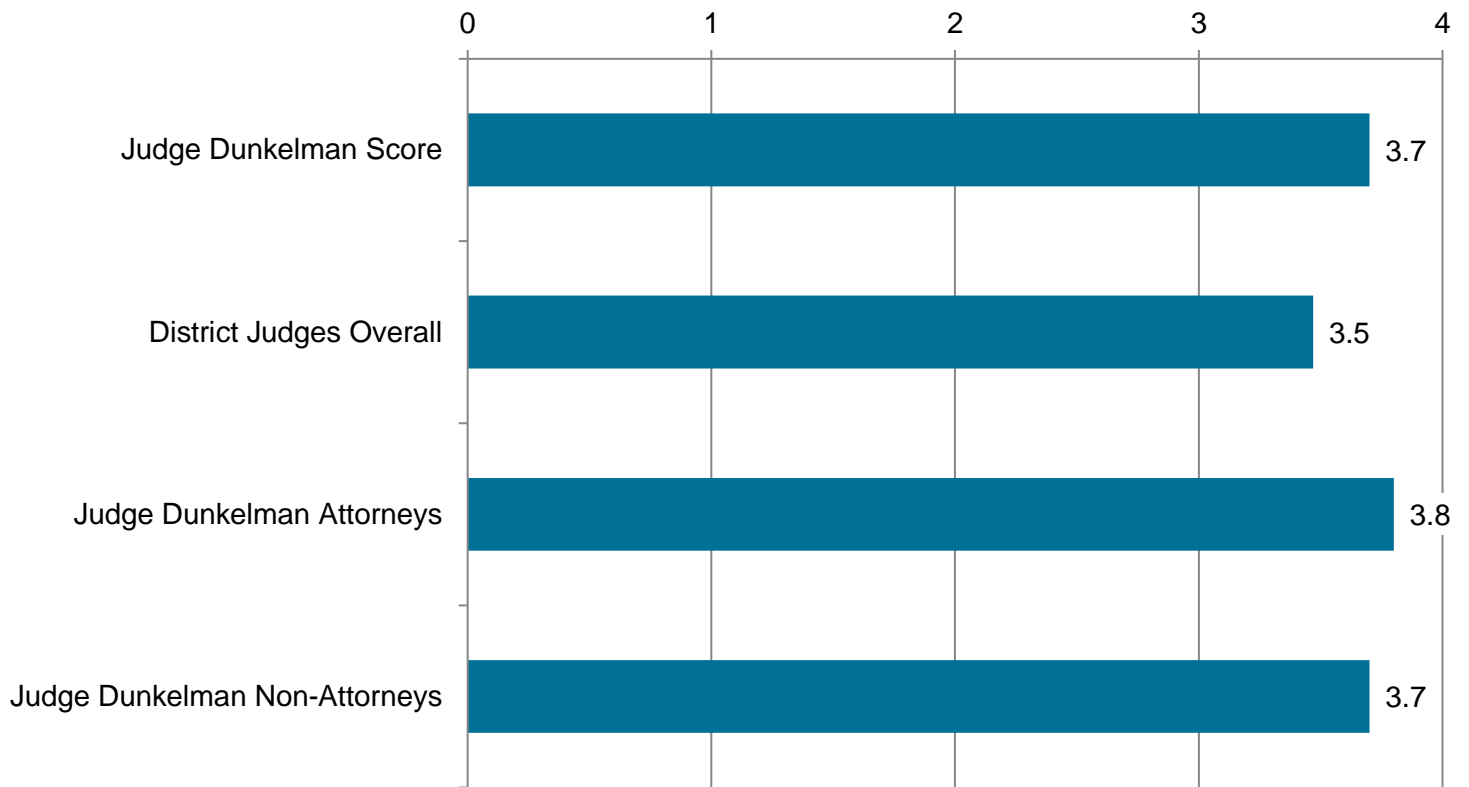 0 1 2 3 4
Judge Dunkelman Score 3.7
District Judges Overall 3.5
Judge Dunkelman Attorneys 3.8
Judge Dunkelman Non-Attorneys 3.7